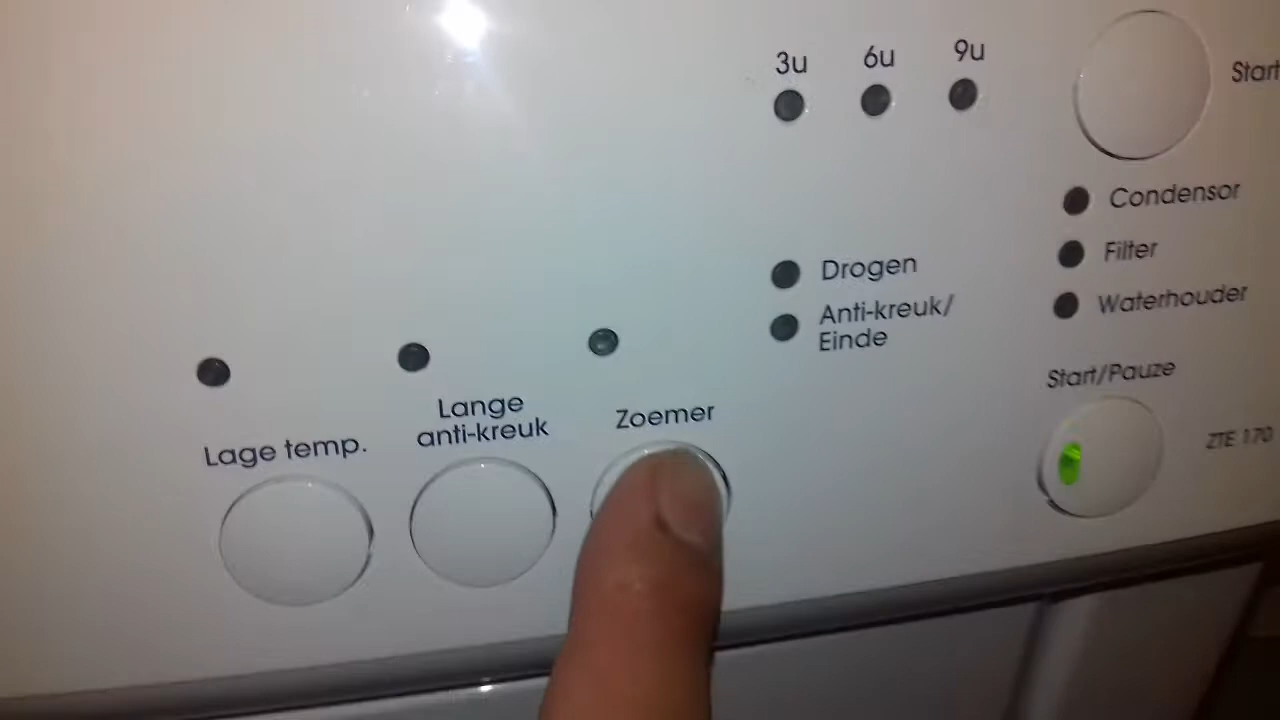 3u 6u 9u
Start
Condensor
Filter
Waterhouder
Drogen
Anti-kreuk/
Einde
Start/Pauze
ZTE 170
Lage temp.
Lange
anti-kreuk
Zoemer